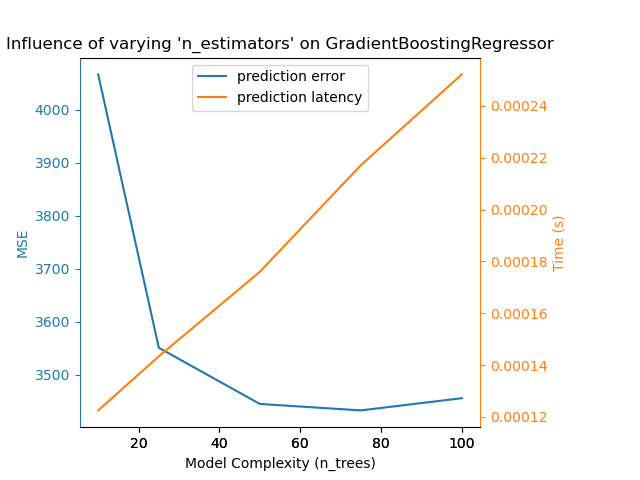 Influence of varying 'n_estimators' on GradientBoostingRegressor
prediction error
prediction latency
4000
3900
3800
3700
3600
3500
MSE
0.00024
0.00022
0.00020
0.00018
0.00016
0.00014
0.00012
Time (s)
20 40 60 80 100
Model Complexity (n_trees)